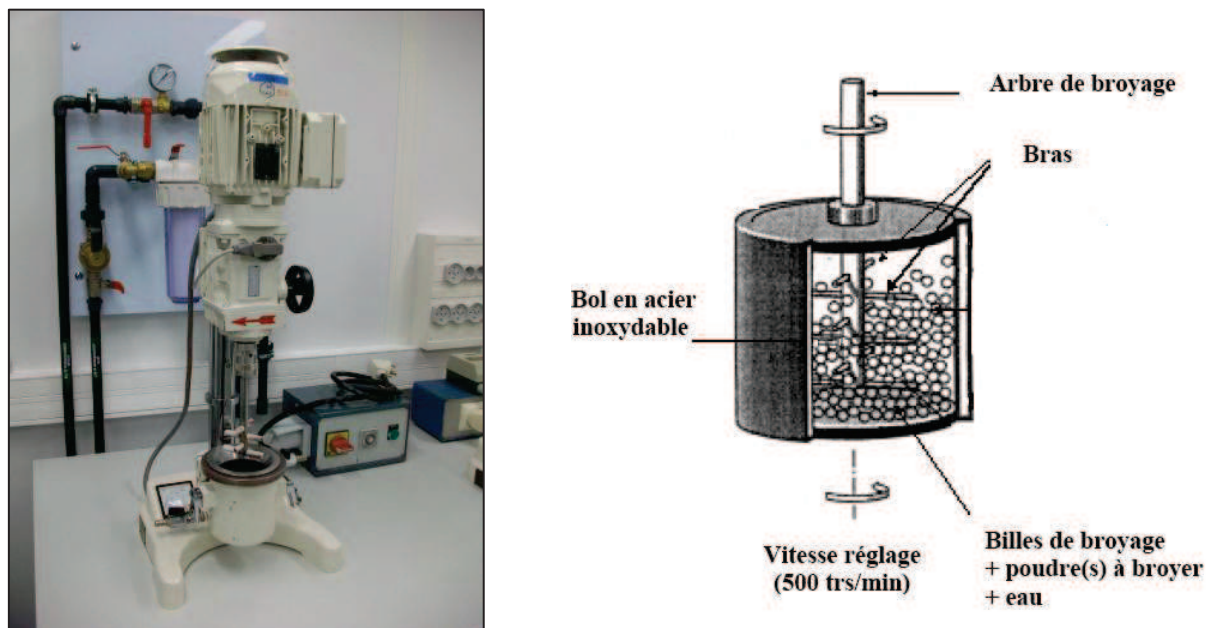 Arbre de broyage
Bras
Bol en acier
inoxydable
Vitesse réglage
(500 trs/min)
Billes de broyage
+ poudre(s) à broyer
+ eau